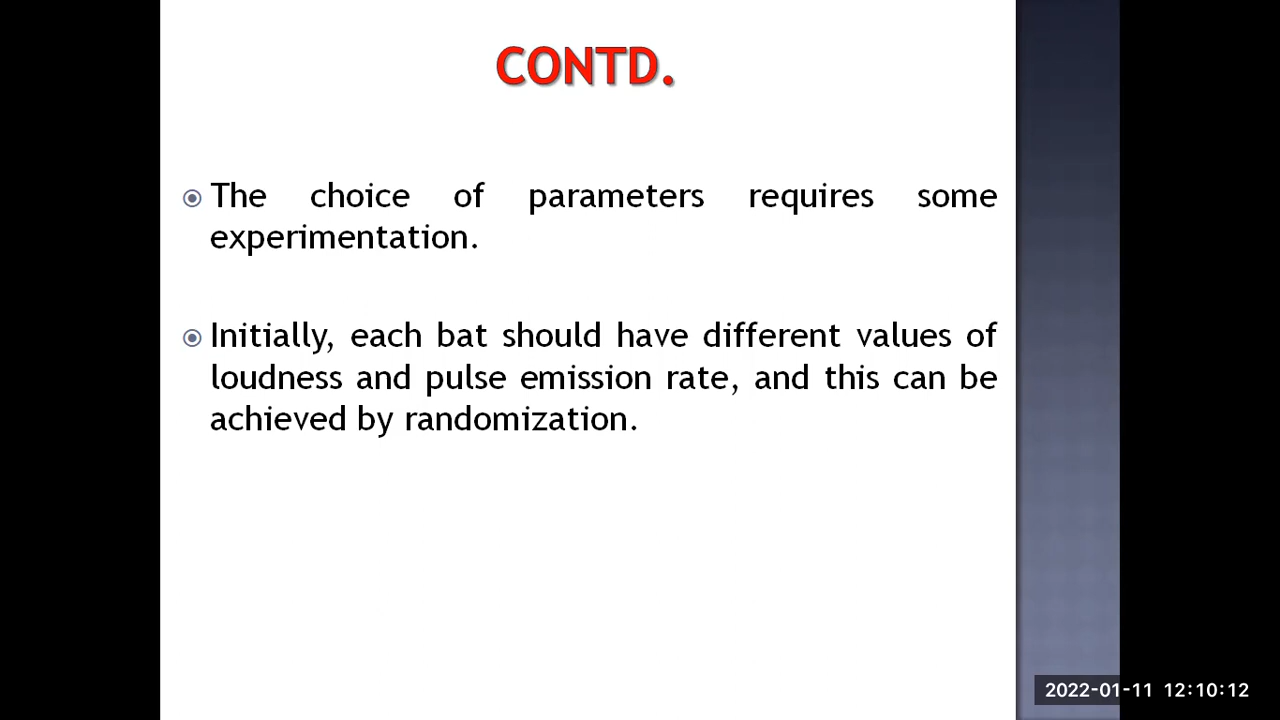 CONTD.
The choice of parameters requires some
experimentation.
Initially, each bat should have different values of
loudness and pulse emission rate, and this can be
achieved by randomization.
2022-01-11 12:10:12